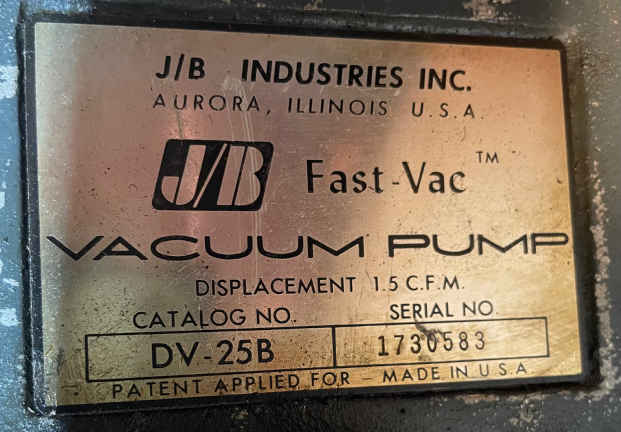 J/B INDUSTRIES INC.
AURORA, ILLINOIS U.S.A.
J/B Fast-Vac™
VACUUM PUMP
DISPLACEMENT 1.5 C.F.M.
CATALOG NO. SERIAL NO.
DV-25B 1730583
PATENT APPLIED FOR – MADE IN U.S.A.